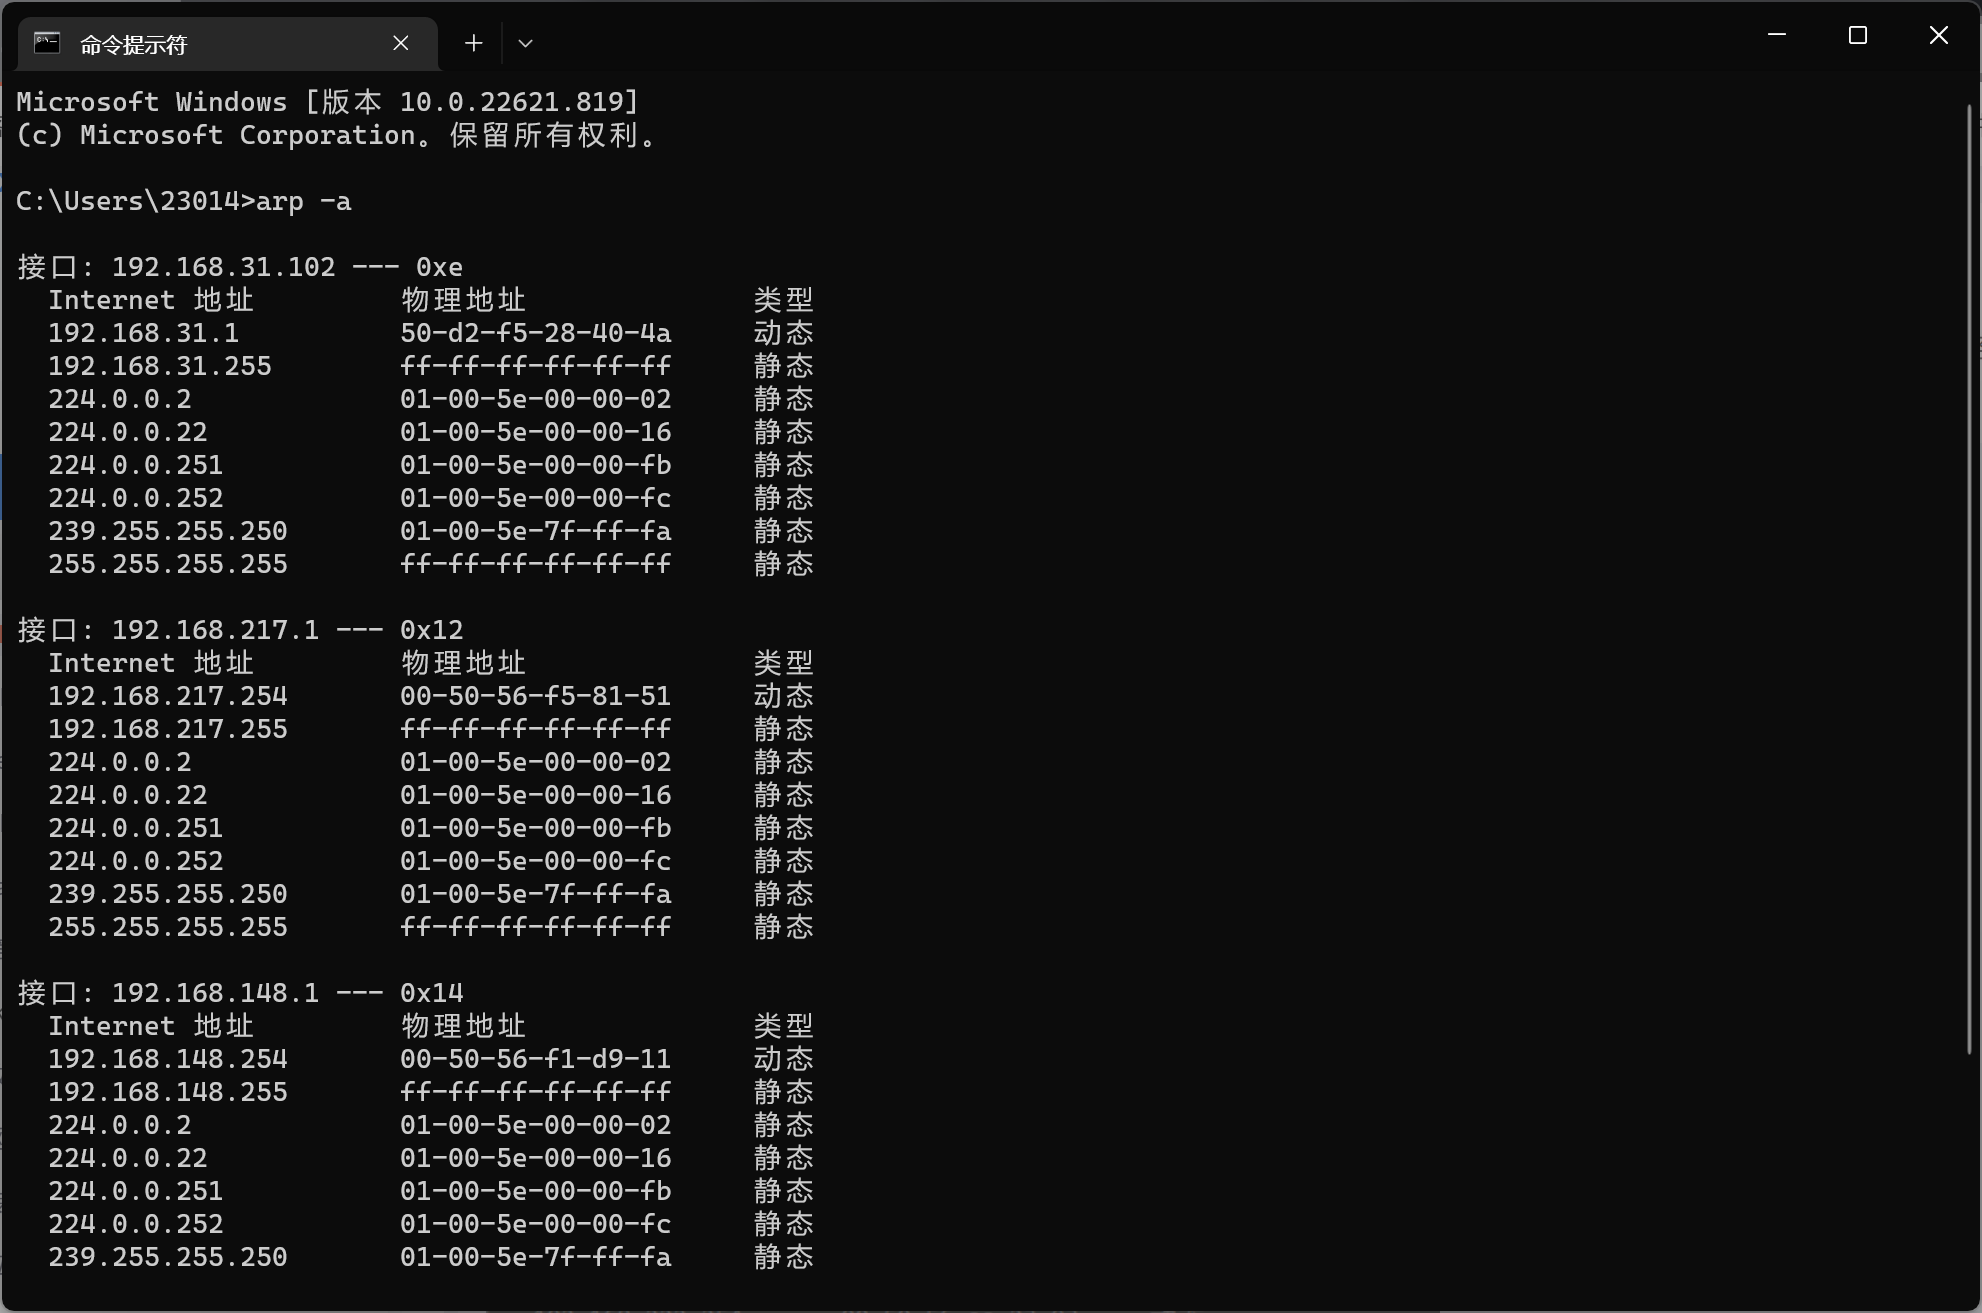 命令提示符
Microsoft Windows [版本 10.0.22621.819]
(c) Microsoft Corporation。保留所有权利。
C:\Users\23014>arp -a
接口: 192.168.31.102 --- 0xe
  Internet 地址         物理地址              类型
  192.168.31.1          50-d2-f5-28-40-4a     动态
  192.168.31.255        ff-ff-ff-ff-ff-ff     静态
  224.0.0.2             01-00-5e-00-00-02     静态
  224.0.0.22            01-00-5e-00-00-16     静态
  224.0.0.251           01-00-5e-00-00-fb     静态
  224.0.0.252           01-00-5e-00-00-fc     静态
  239.255.255.250       01-00-5e-7f-ff-fa     静态
  255.255.255.255       ff-ff-ff-ff-ff-ff     静态
接口: 192.168.217.1 --- 0x12
  Internet 地址         物理地址              类型
  192.168.217.254       00-50-56-f5-81-51     动态
  192.168.217.255       ff-ff-ff-ff-ff-ff     静态
  224.0.0.2             01-00-5e-00-00-02     静态
  224.0.0.22            01-00-5e-00-00-16     静态
  224.0.0.251           01-00-5e-00-00-fb     静态
  224.0.0.252           01-00-5e-00-00-fc     静态
  239.255.255.250       01-00-5e-7f-ff-fa     静态
  255.255.255.255       ff-ff-ff-ff-ff-ff     静态
接口: 192.168.148.1 --- 0x14
  Internet 地址         物理地址              类型
  192.168.148.254       00-50-56-f1-d9-11     动态
  192.168.148.255       ff-ff-ff-ff-ff-ff     静态
  224.0.0.2             01-00-5e-00-00-02     静态
  224.0.0.22            01-00-5e-00-00-16     静态
  224.0.0.251           01-00-5e-00-00-fb     静态
  224.0.0.252           01-00-5e-00-00-fc     静态
  239.255.255.250       01-00-5e-7f-ff-fa     静态